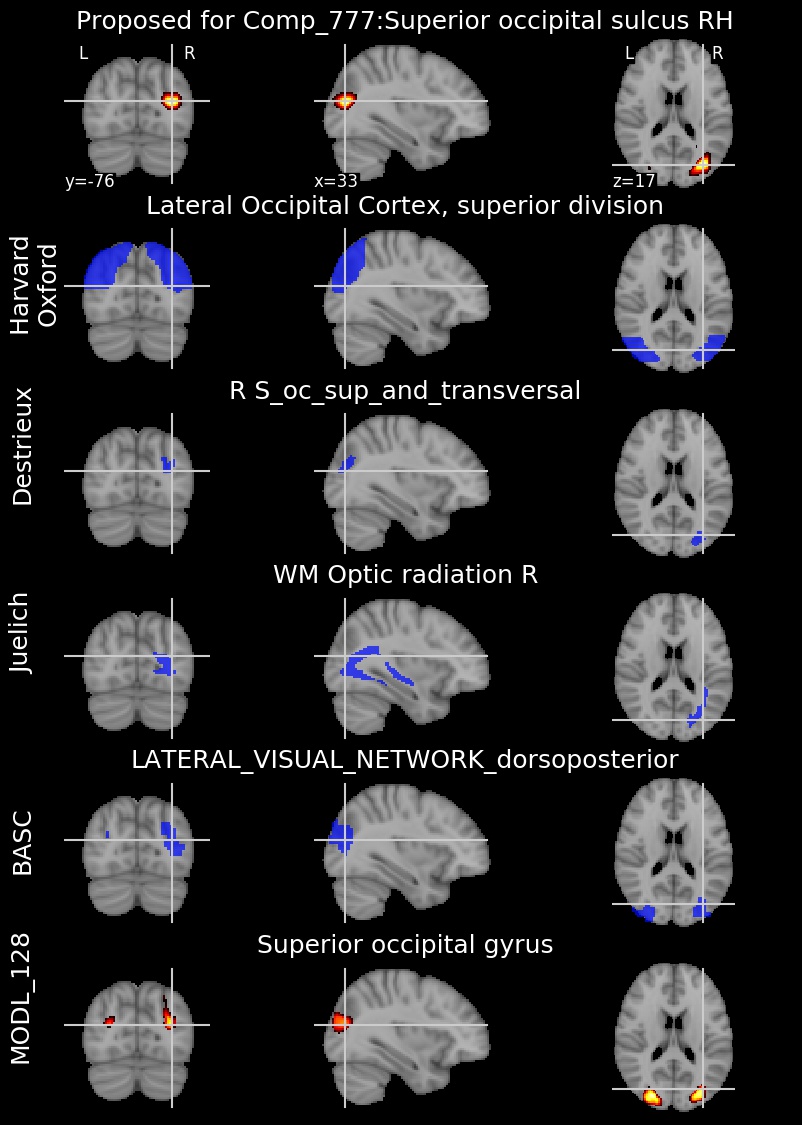 Proposed for Comp_777:Superior occipital sulcus RH
L R
L R
y=-76 x=33 z=17
Lateral Occipital Cortex, superior division
Harvard
Oxford
R S_oc_sup_and_transversal
Destrieux
WM Optic radiation R
Juelich
LATERAL_VISUAL_NETWORK_dorsoposterior
BASC
Superior occipital gyrus
MODL_128